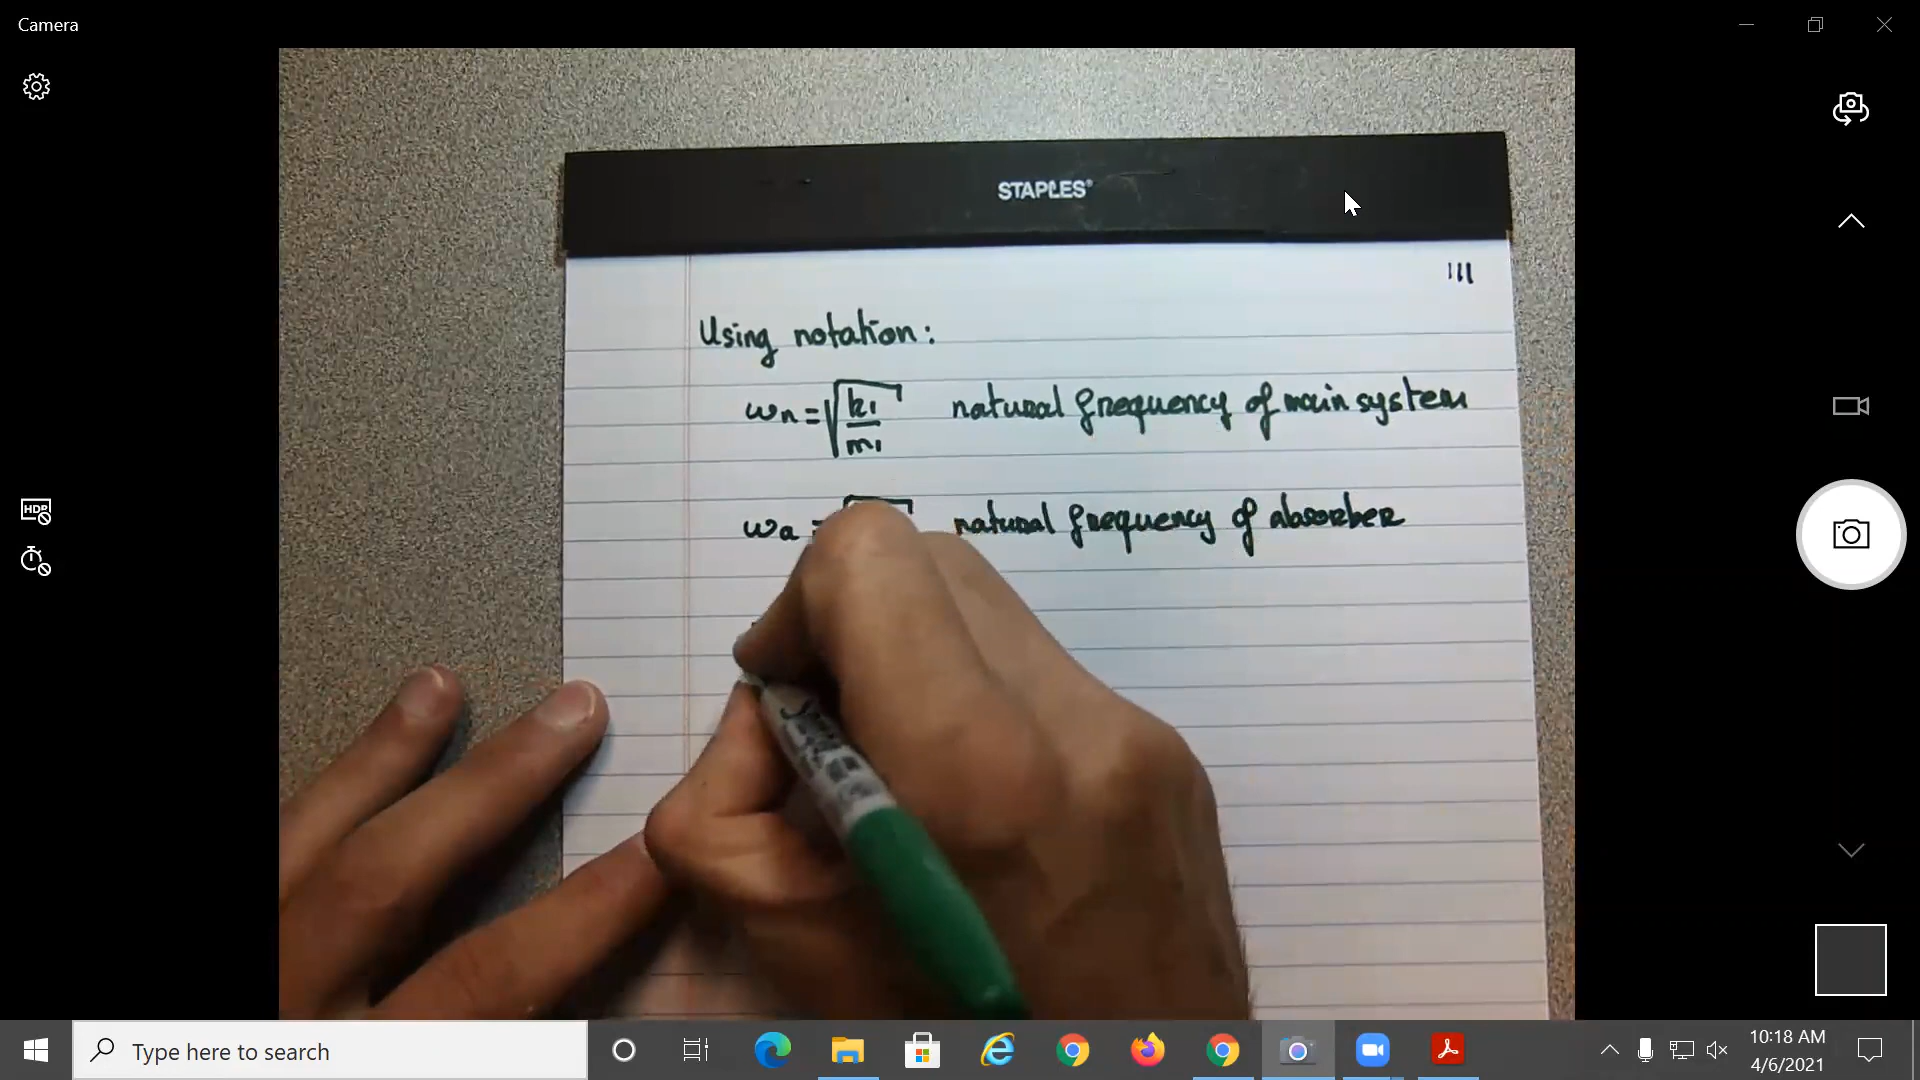 Camera
STAPLES
111
Using notation:
ωn = √(k1/m1) natural frequency of main system
ωa = natural frequency of absorber
HDR
Type here to search
10:18 AM
4/6/2021